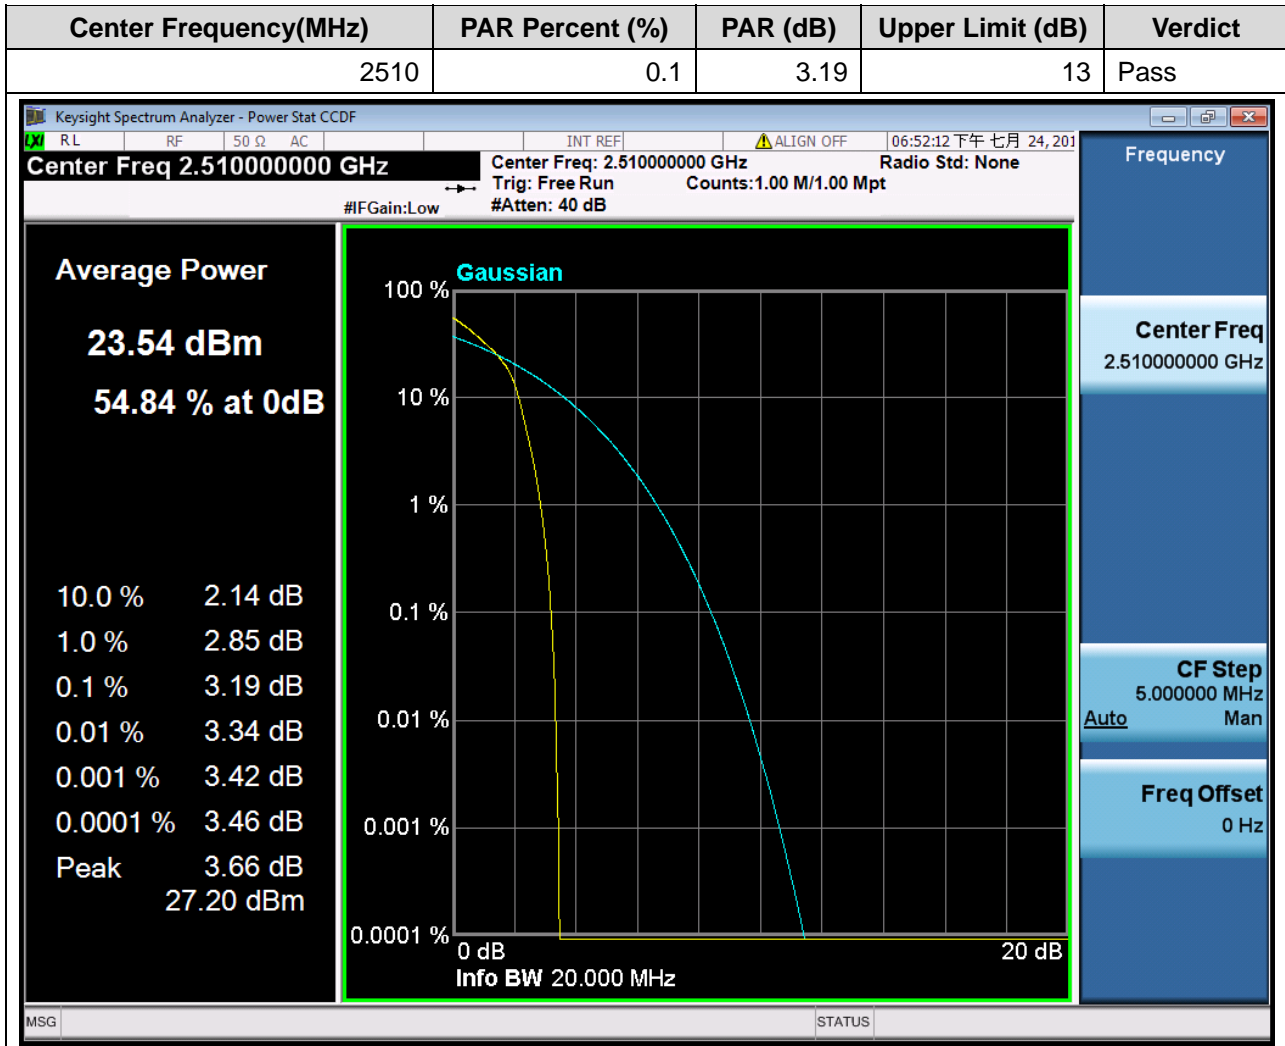 Center Frequency(MHz) PAR Percent (%) PAR (dB) Upper Limit (dB) Verdict
2510 0.1 3.19 13 Pass
Keysight Spectrum Analyzer - Power Stat CCDF
LXI RL RF 50 Ω AC INT REF ALIGN OFF 06:52:12 下午 七月 24, 201
Center Freq 2.510000000 GHz
Center Freq: 2.510000000 GHz Radio Std: None
Trig: Free Run Counts:1.00 M/1.00 Mpt
#IFGain:Low #Atten: 40 dB
Average Power
23.54 dBm
54.84 % at 0dB
10.0 % 2.14 dB
1.0 % 2.85 dB
0.1 % 3.19 dB
0.01 % 3.34 dB
0.001 % 3.42 dB
0.0001 % 3.46 dB
Peak 3.66 dB
27.20 dBm
Gaussian
100 %
10 %
1 %
0.1 %
0.01 %
0.001 %
0.0001 %
0 dB 20 dB
Info BW 20.000 MHz
Frequency
Center Freq
2.510000000 GHz
CF Step
5.000000 MHz
Auto Man
Freq Offset
0 Hz
MSG STATUS